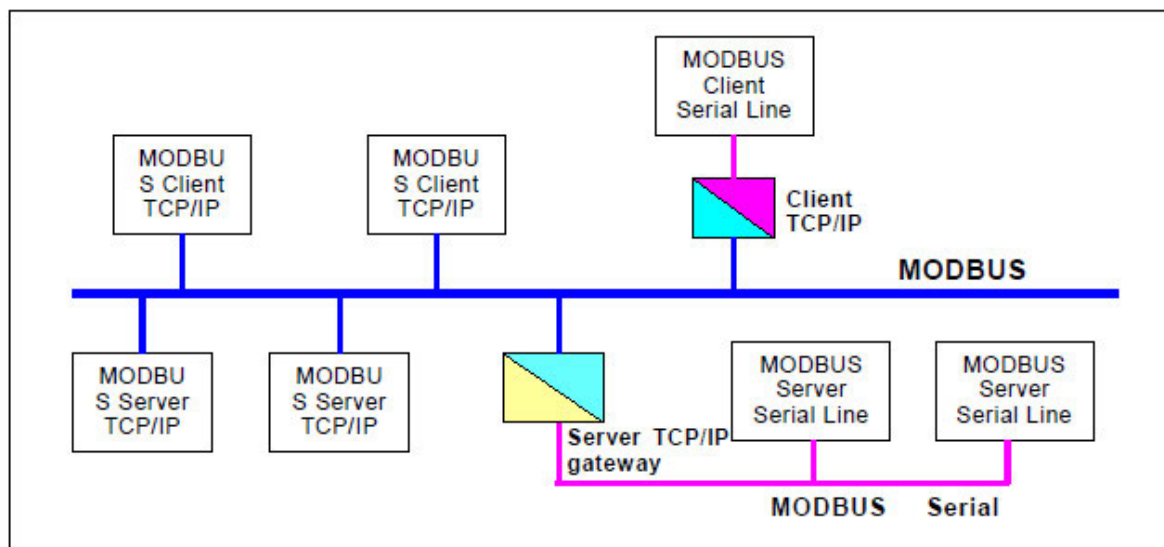 MODBUS
Client
Serial Line
MODBU
S Client
TCP/IP
MODBU
S Client
TCP/IP
Client
TCP/IP
MODBUS
MODBU
S Server
TCP/IP
MODBU
S Server
TCP/IP
Server TCP/IP
gateway
MODBUS
Server
Serial Line
MODBUS
Server
Serial Line
MODBUS Serial